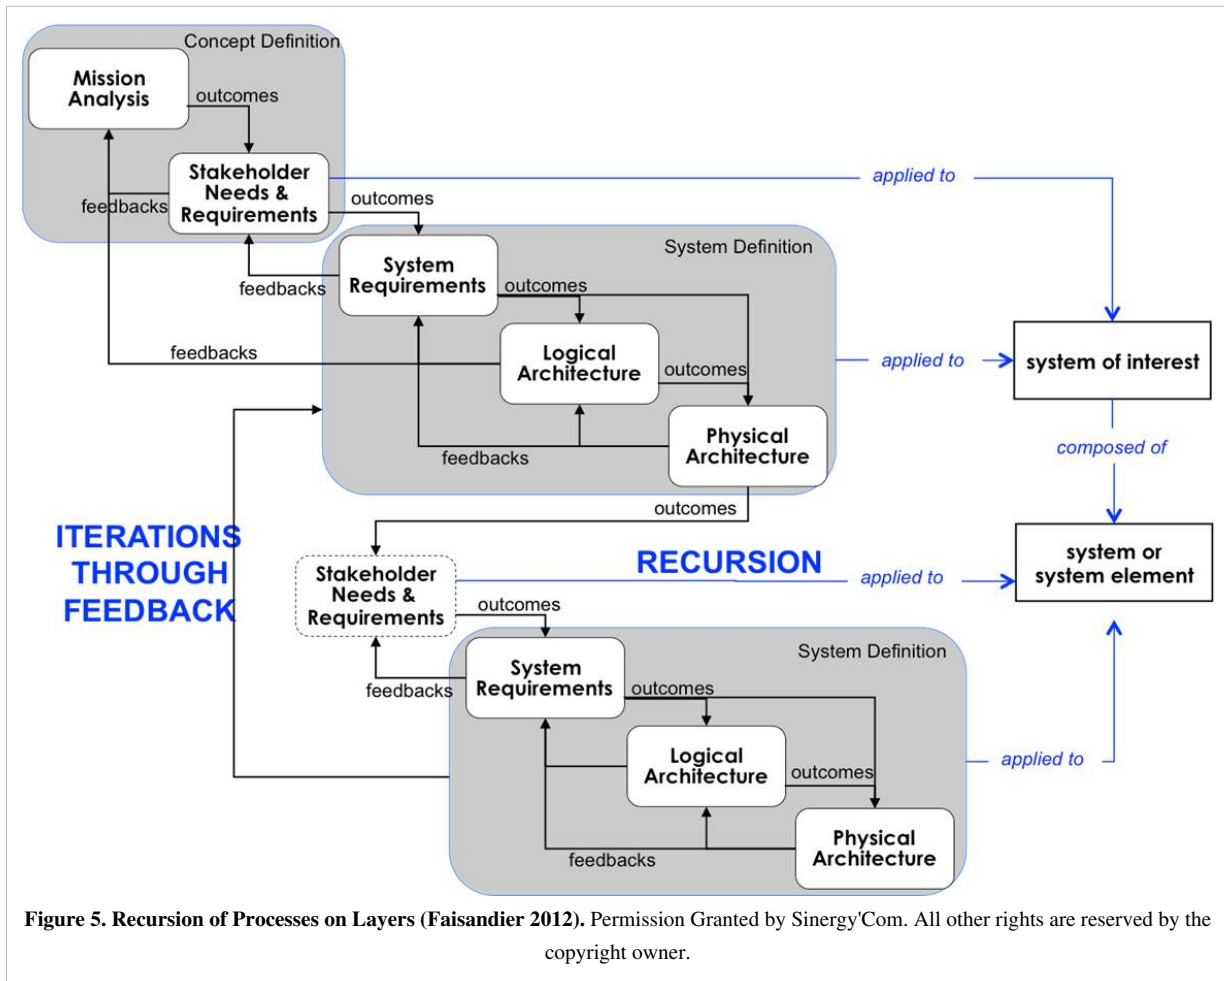 Concept Definition
Mission
Analysis
outcomes
Stakeholder
Needs &
Requirements
feedbacks
outcomes
applied to
System Definition
System
Requirements
feedbacks
outcomes
feedbacks
Logical
Architecture
outcomes
applied to
system of interest
Physical
Architecture
feedbacks
composed of
outcomes
ITERATIONS
THROUGH
FEEDBACK
RECURSION
Stakeholder
Needs &
Requirements
outcomes
applied to
system or
system element
System Definition
System
Requirements
feedbacks
outcomes
Logical
Architecture
outcomes
applied to
Physical
Architecture
feedbacks
Figure 5. Recursion of Processes on Layers (Faisandier 2012). Permission Granted by Sinergy'Com. All other rights are reserved by the
copyright owner.